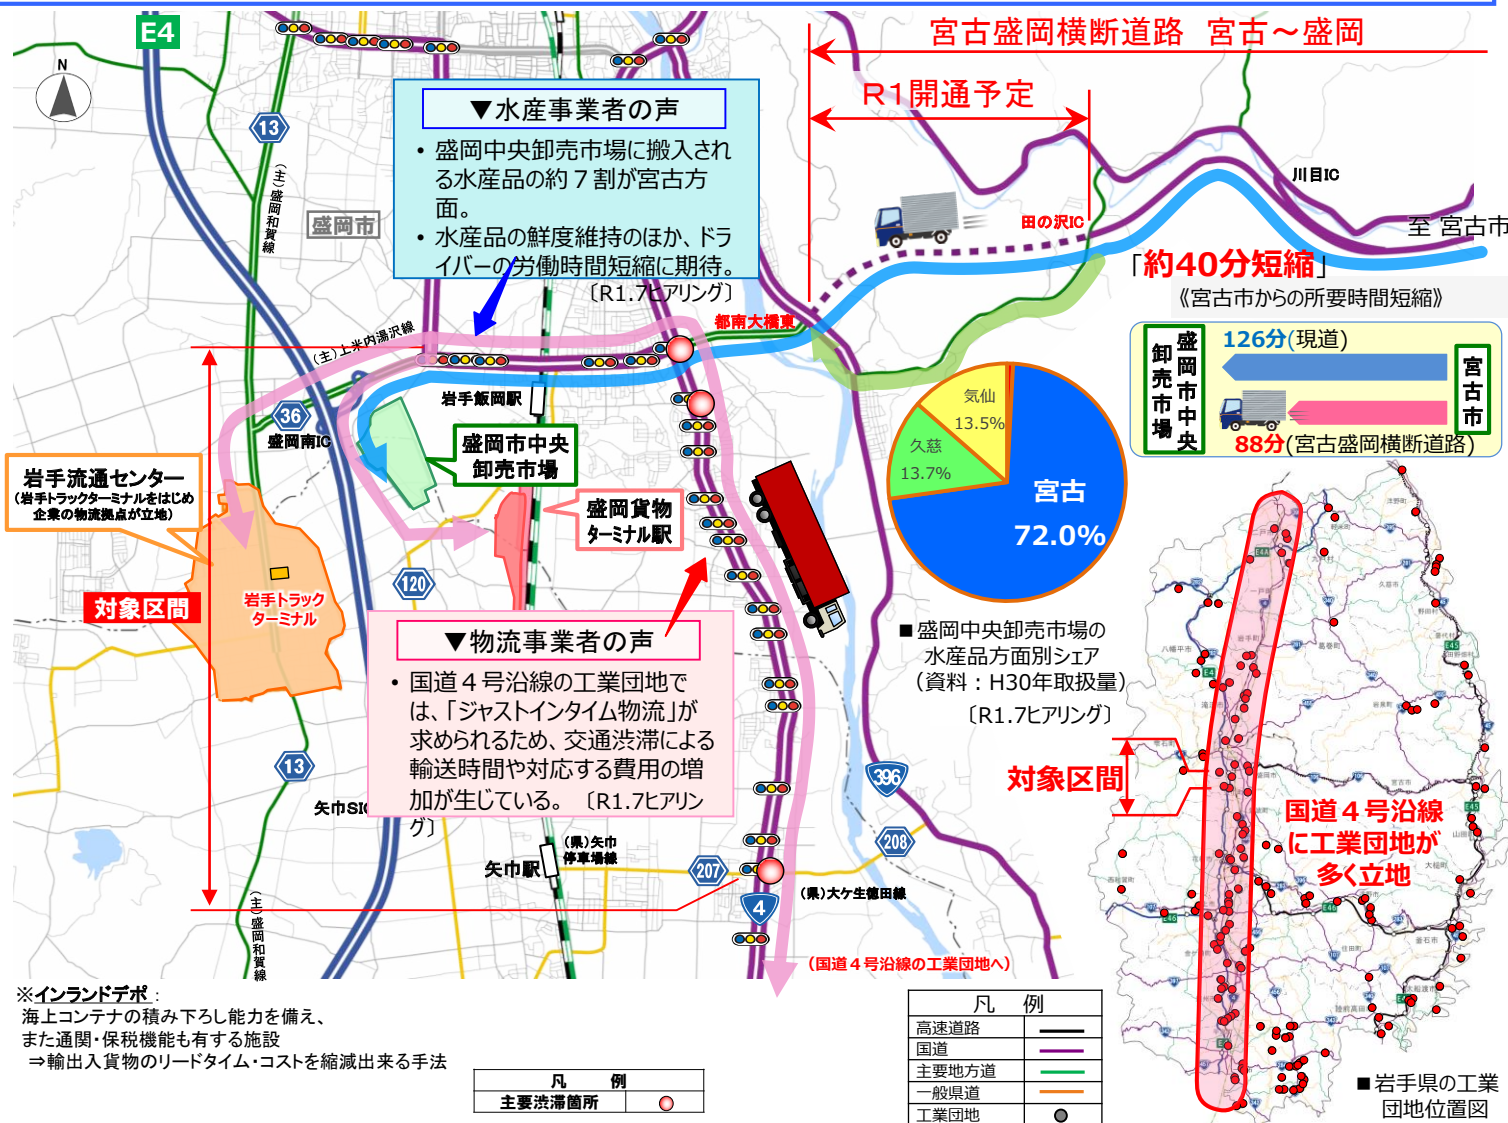 E4
宮古盛岡横断道路 宮古～盛岡
R1開通予定
N
13
(主)盛岡和賀線
盛岡市
▼水産事業者の声
・盛岡中央卸売市場に搬入され
る水産品の約７割が宮古方
面。
・水産品の鮮度維持のほか、ドラ
イバーの労働時間短縮に期待。
〔R1.7ヒアリング〕
川目IC
田の沢IC
至 宮古市
「約40分短縮」
《宮古市からの所要時間短縮》
盛岡市中央
卸売市場
126分(現道)
宮古市
88分(宮古盛岡横断道路)
都南大橋東
(主)上米内湯沢線
36
盛岡南IC
岩手飯岡駅
盛岡市中央
卸売市場
岩手流通センター
(岩手トラックターミナルをはじめ
企業の物流拠点が立地)
盛岡貨物
ターミナル駅
気仙
13.5%
久慈
13.7%
宮古
72.0%
■盛岡中央卸売市場の
水産品方面別シェア
（資料：H30年取扱量）
〔R1.7ヒアリング〕
対象区間
岩手トラック
ターミナル
120
▼物流事業者の声
・国道４号沿線の工業団地で
は、「ジャストインタイム物流」が
求められるため、交通渋滞による
輸送時間や対応する費用の増
加が生じている。〔R1.7ヒアリン
グ〕
13
矢巾SIC
396
208
(県)矢巾
停車場線
矢巾駅
207
4
(県)大ケ生徳田線
(主)盛岡和賀線
(国道４号沿線の工業団地へ)
対象区間
国道４号沿線
に工業団地が
多く立地
E4A
E4
E45
E45
E46
E46
■岩手県の工業
団地位置図
※インランドデポ：
海上コンテナの積み下ろし能力を備え、
また通関・保税機能も有する施設
⇒輸出入貨物のリードタイム・コストを縮減出来る手法
凡 例
主要渋滞箇所
凡 例
高速道路
国道
主要地方道
一般県道
工業団地